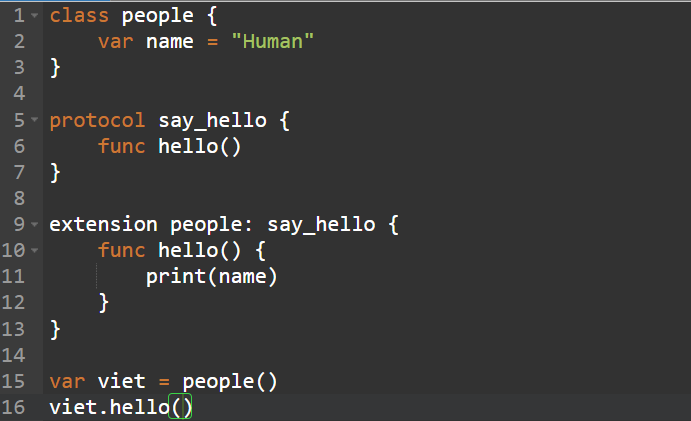 1 class people {
2     var name = "Human"
3 }
4
5 protocol say_hello {
6     func hello()
7 }
8
9 extension people: say_hello {
10     func hello() {
11         print(name)
12     }
13 }
14
15 var viet = people()
16 viet.hello()